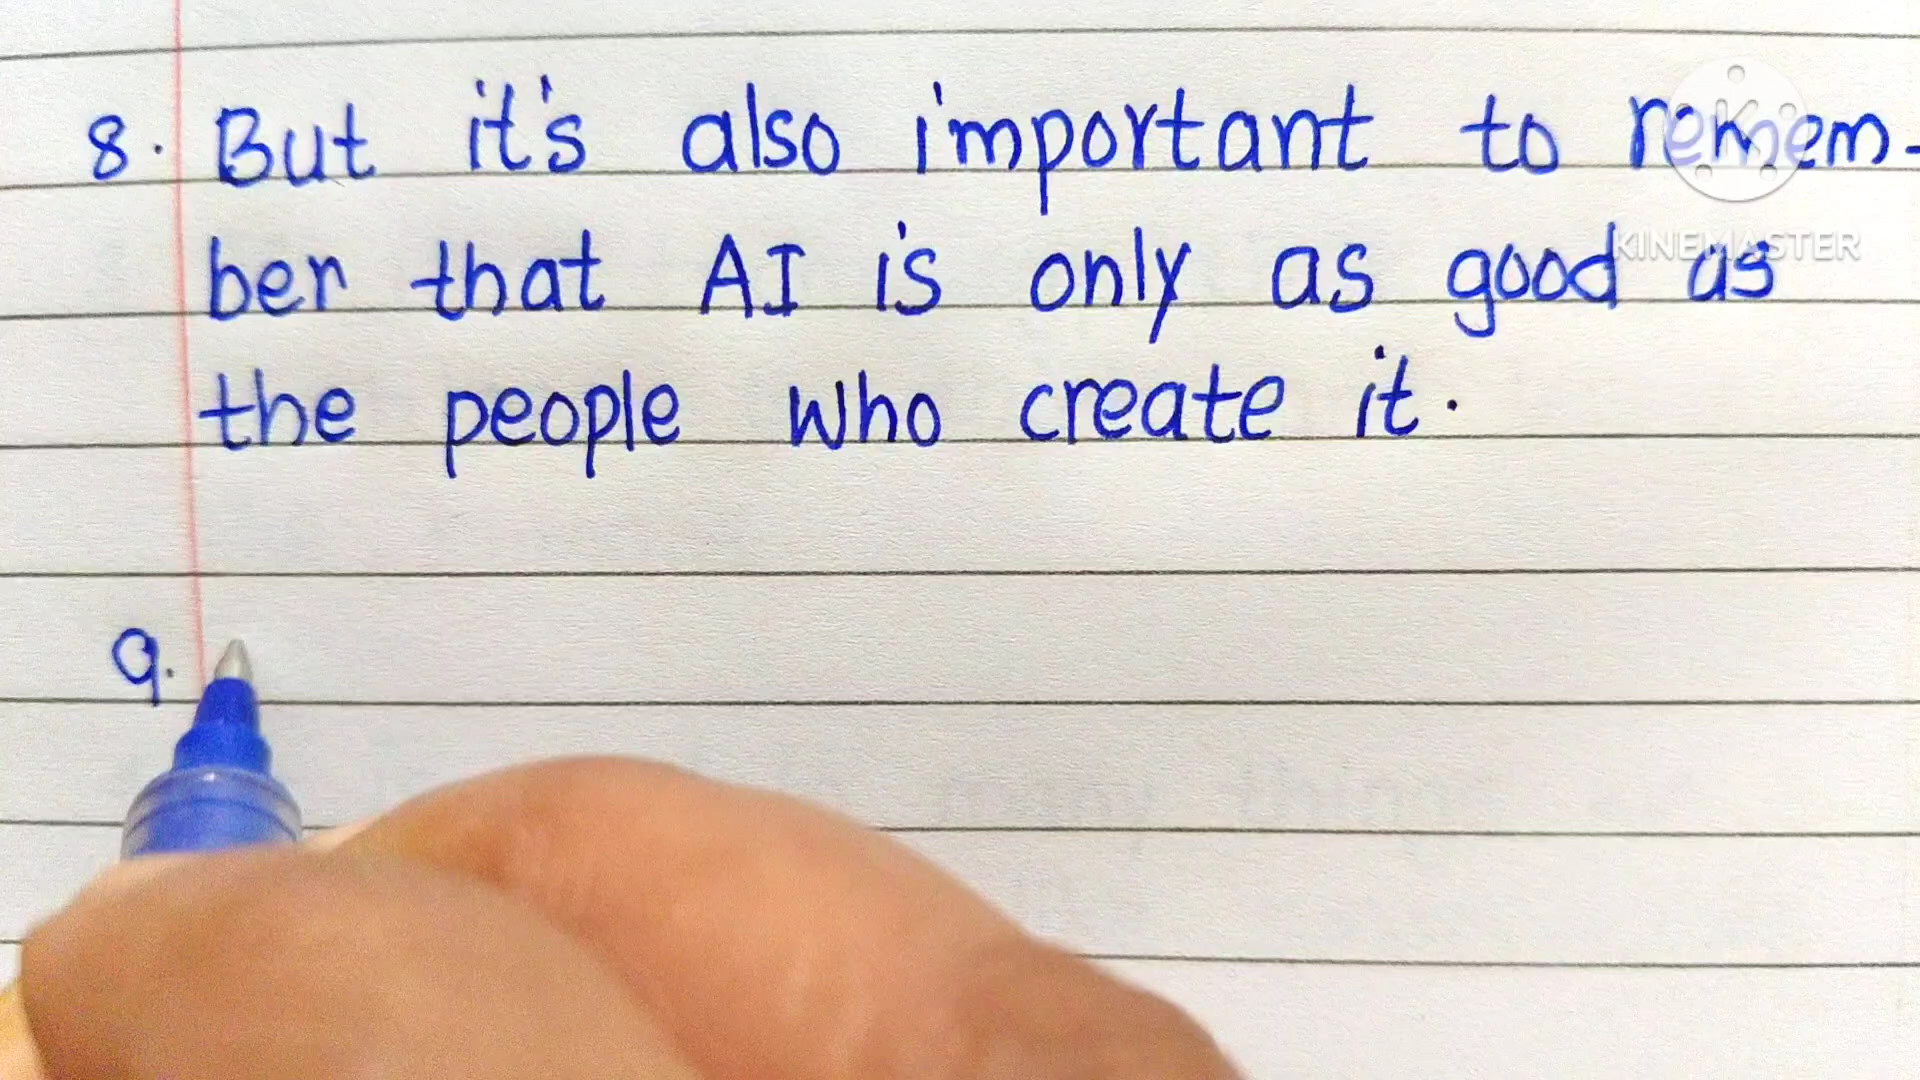 8. But it's also important to remem-
ber that AI is only as good as
the people who create it.
9.
KINEMASTER